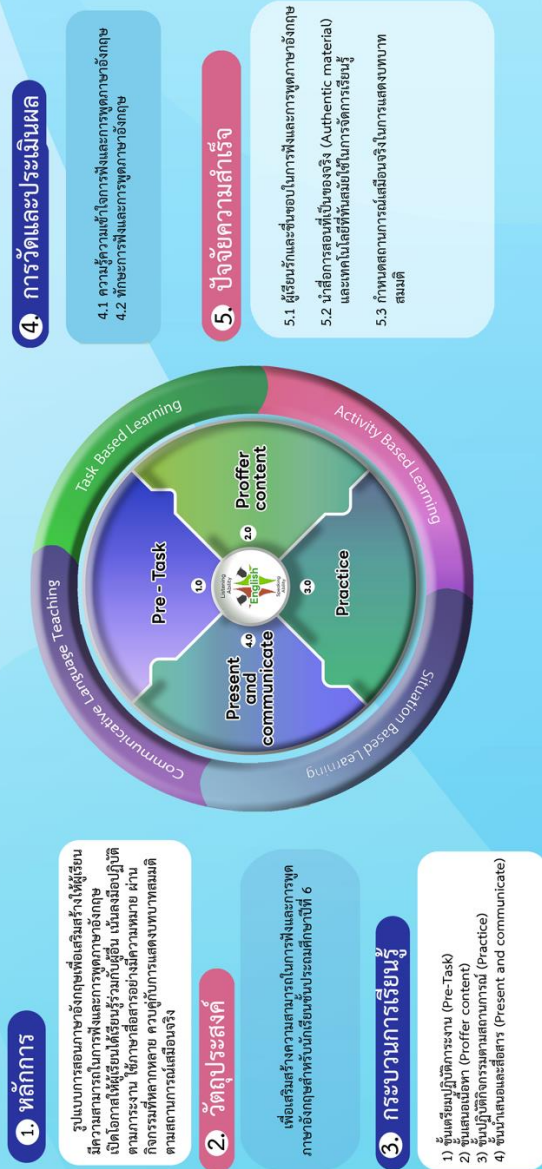 1. หลักการ
รูปแบบการสอนภาษาอังกฤษเพื่อเสริมสร้างให้ผู้เรียน
มีความสามารถในการฟังและการพูดภาษาอังกฤษ
เปิดโอกาสให้ผู้เรียนได้เรียนรู้ร่วมกับผู้อื่น เน้นลงมือปฏิบัติ
ตามภาระงาน ใช้ภาษาสื่อสารอย่างมีความหมาย ผ่าน
กิจกรรมที่หลากหลาย ควบคู่กับการแสดงบทบาทสมมติ
ตามสถานการณ์เสมือนจริง
2. วัตถุประสงค์
เพื่อเสริมสร้างความสามารถในการฟังและการพูด
ภาษาอังกฤษสำหรับนักเรียนชั้นประถมศึกษาปีที่ 6
3. กระบวนการเรียนรู้
1) ขั้นเตรียมปฏิบัติภาระงาน (Pre-Task)
2) ขั้นเสนอเนื้อหา (Proffer content)
3) ขั้นปฏิบัติกิจกรรมตามสถานการณ์ (Practice)
4) ขั้นนำเสนอและสื่อสาร (Present and communicate)
Communicative Language Teaching
Task Based Learning
Activity Based Learning
Situation Based Learning
Pre - Task
1.0
Proffer
content
2.0
Practice
3.0
Present
and
communicate
4.0
Listening
Ability
English
Speaking
Ability
4. การวัดและประเมินผล
4.1 ความรู้ความเข้าใจการฟังและการพูดภาษาอังกฤษ
4.2 ทักษะการฟังและการพูดภาษาอังกฤษ
5. ปัจจัยความสำเร็จ
5.1 ผู้เรียนรักและชื่นชอบในการฟังและการพูดภาษาอังกฤษ
5.2 นำสื่อการสอนที่เป็นของจริง (Authentic material)
และเทคโนโลยีที่ทันสมัยใช้ในการจัดการเรียนรู้
5.3 กำหนดสถานการณ์เสมือนจริงในการแสดงบทบาท
สมมติ